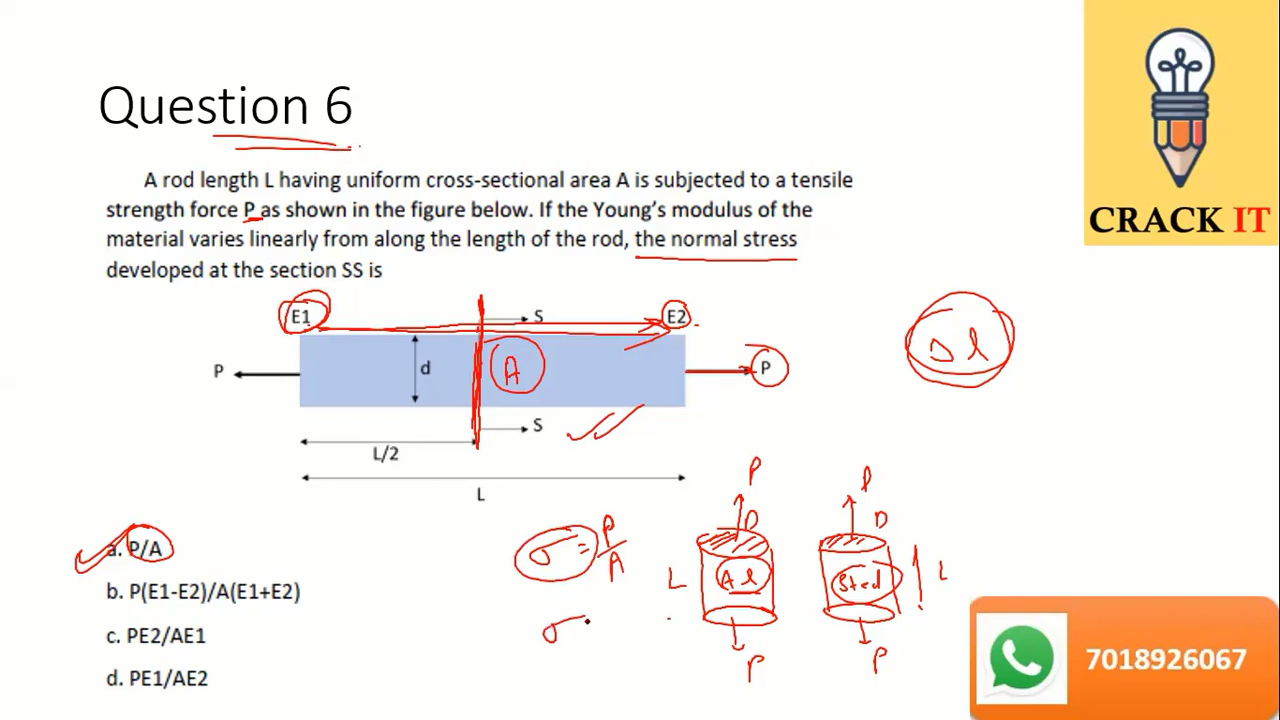 Question 6
A rod length L having uniform cross-sectional area A is subjected to a tensile
strength force P as shown in the figure below. If the Young's modulus of the
material varies linearly from along the length of the rod, the normal stress
developed at the section SS is
CRACK IT
E1
S
E2
P
d
A
P
Δl
S
L/2
L
a. P/A
b. P(E1-E2)/A(E1+E2)
c. PE2/AE1
d. PE1/AE2
σ = P/A
σ
P
D
L
Al
P
P
D
Steel
L
P
7018926067